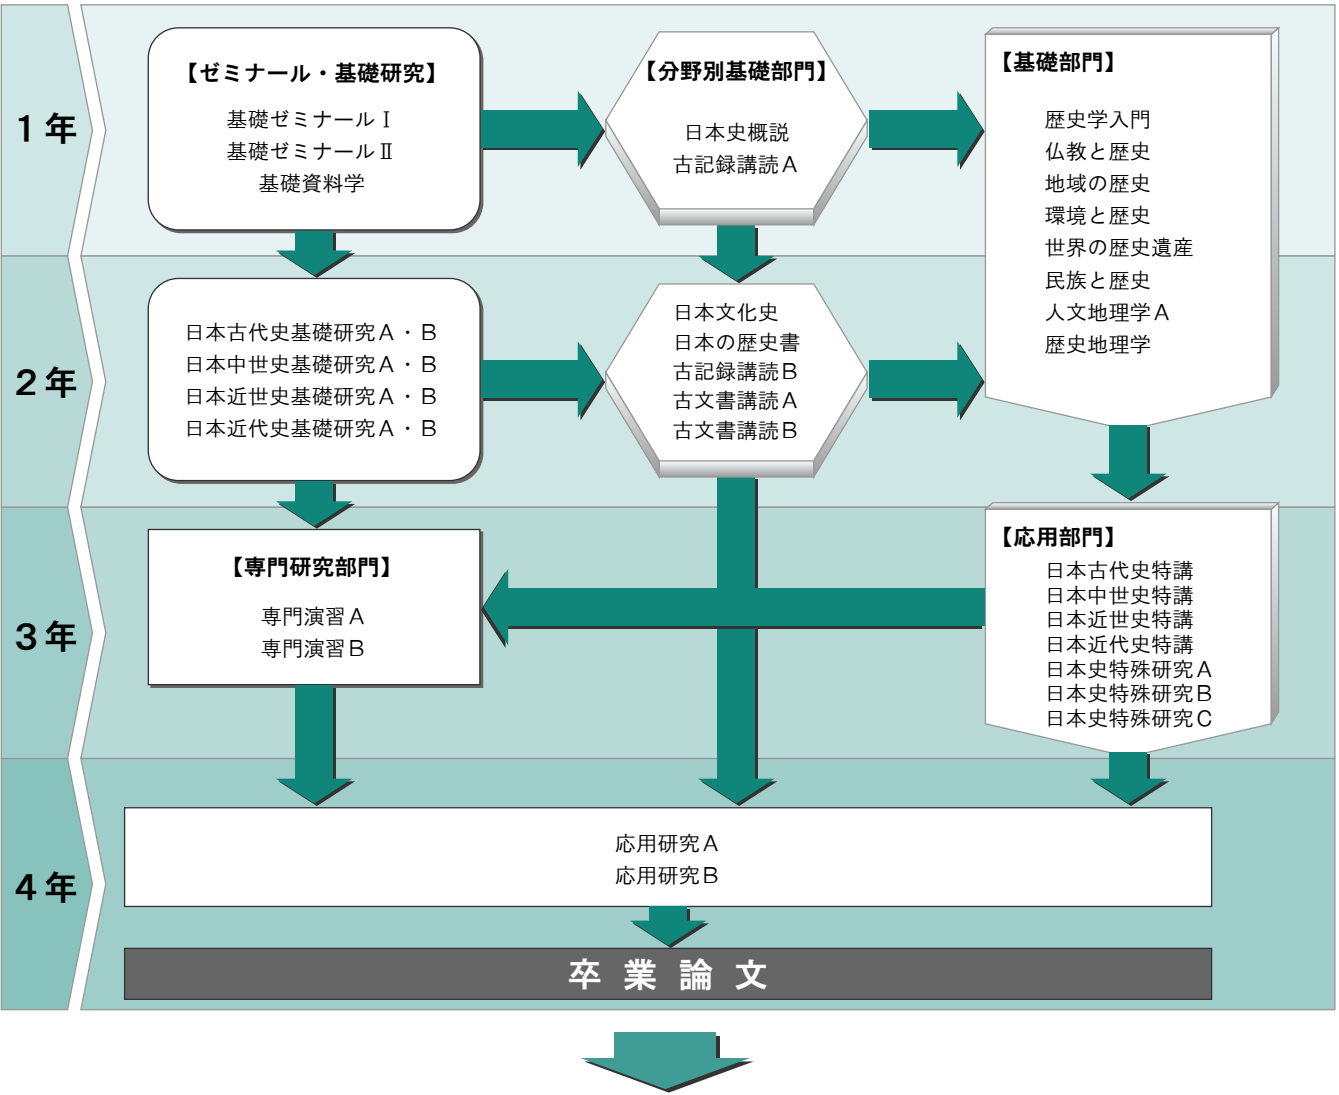 １年
【ゼミナール・基礎研究】
基礎ゼミナールⅠ
基礎ゼミナールⅡ
基礎資料学
【分野別基礎部門】
日本史概説
古記録講読Ａ
【基礎部門】
歴史学入門
仏教と歴史
地域の歴史
環境と歴史
世界の歴史遺産
民族と歴史
人文地理学Ａ
歴史地理学
２年
日本古代史基礎研究Ａ・Ｂ
日本中世史基礎研究Ａ・Ｂ
日本近世史基礎研究Ａ・Ｂ
日本近代史基礎研究Ａ・Ｂ
日本文化史
日本の歴史書
古記録講読Ｂ
古文書講読Ａ
古文書講読Ｂ
３年
【専門研究部門】
専門演習Ａ
専門演習Ｂ
【応用部門】
日本古代史特講
日本中世史特講
日本近世史特講
日本近代史特講
日本史特殊研究Ａ
日本史特殊研究Ｂ
日本史特殊研究Ｃ
４年
応用研究Ａ
応用研究Ｂ
卒業論文